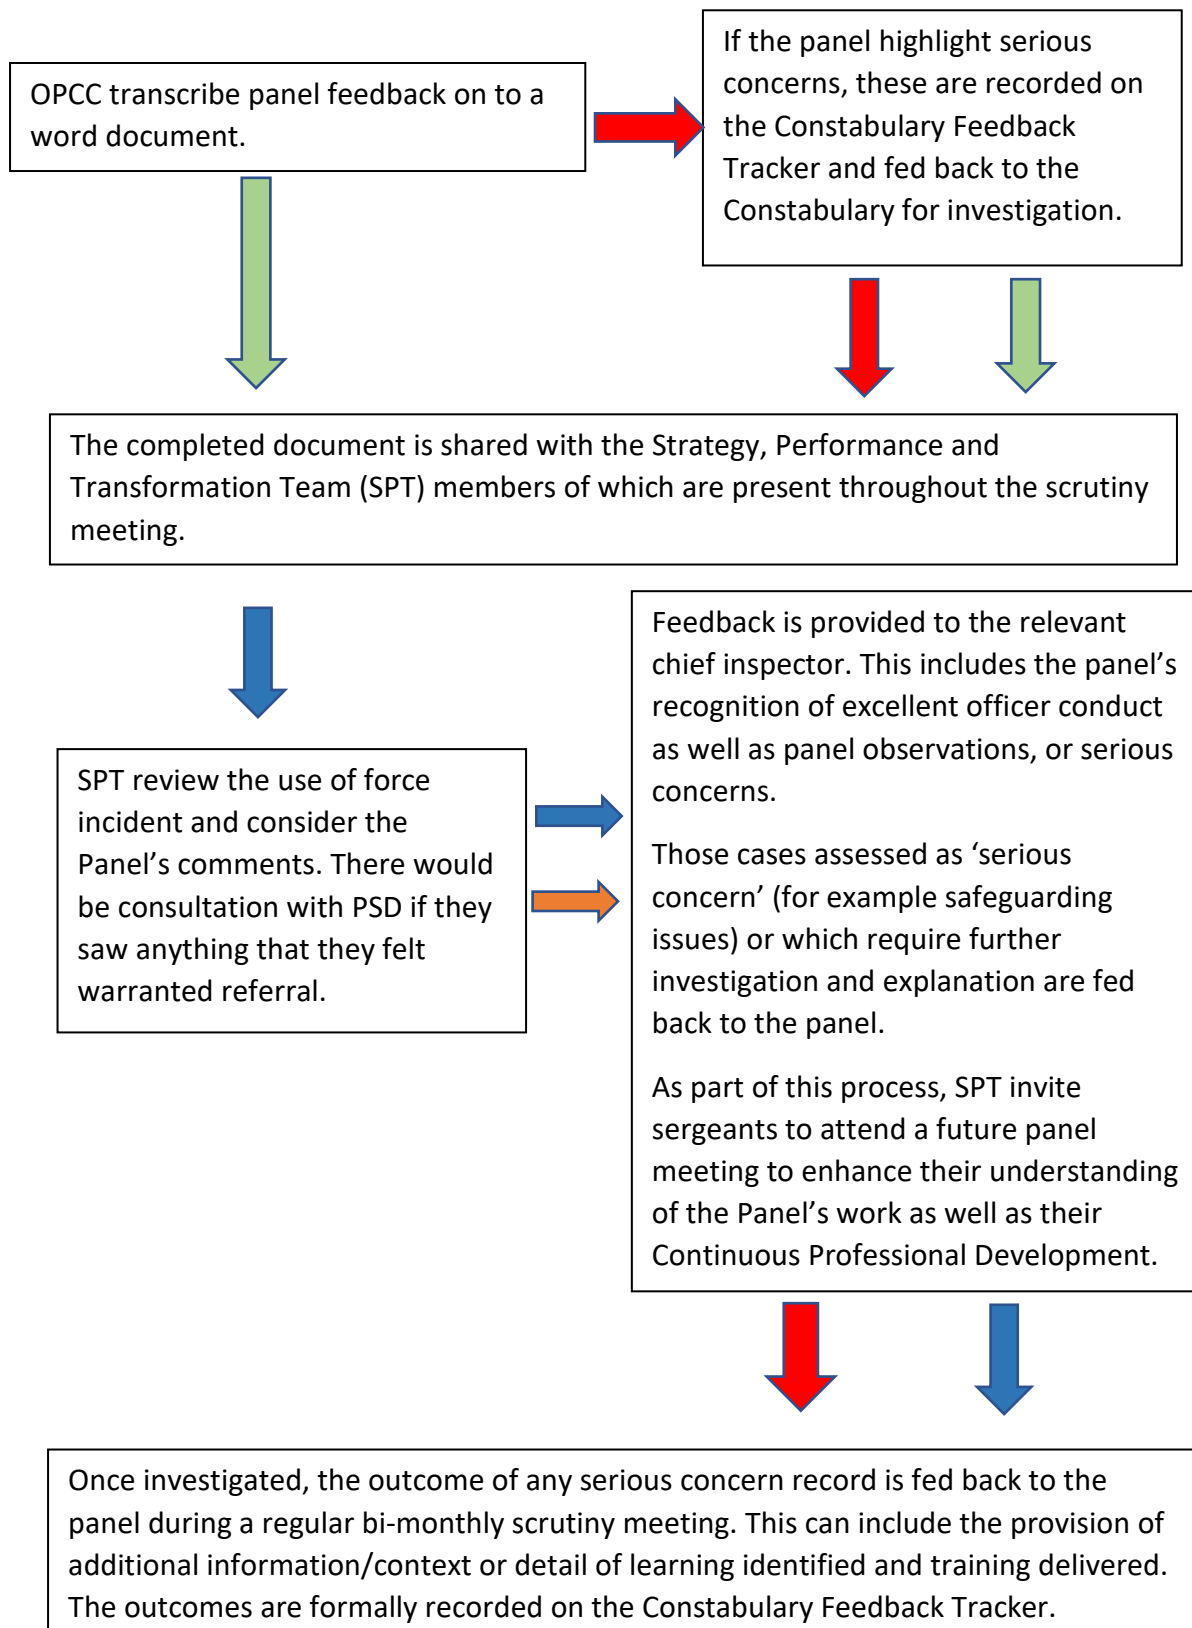 OPCC transcribe panel feedback on to a
word document.
If the panel highlight serious
concerns, these are recorded on
the Constabulary Feedback
Tracker and fed back to the
Constabulary for investigation.
The completed document is shared with the Strategy, Performance and
Transformation Team (SPT) members of which are present throughout the scrutiny
meeting.
SPT review the use of force
incident and consider the
Panel’s comments. There would
be consultation with PSD if they
saw anything that they felt
warranted referral.
Feedback is provided to the relevant
chief inspector. This includes the panel’s
recognition of excellent officer conduct
as well as panel observations, or serious
concerns.
Those cases assessed as ‘serious
concern’ (for example safeguarding
issues) or which require further
investigation and explanation are fed
back to the panel.
As part of this process, SPT invite
sergeants to attend a future panel
meeting to enhance their understanding
of the Panel’s work as well as their
Continuous Professional Development.
Once investigated, the outcome of any serious concern record is fed back to the
panel during a regular bi-monthly scrutiny meeting. This can include the provision of
additional information/context or detail of learning identified and training delivered.
The outcomes are formally recorded on the Constabulary Feedback Tracker.